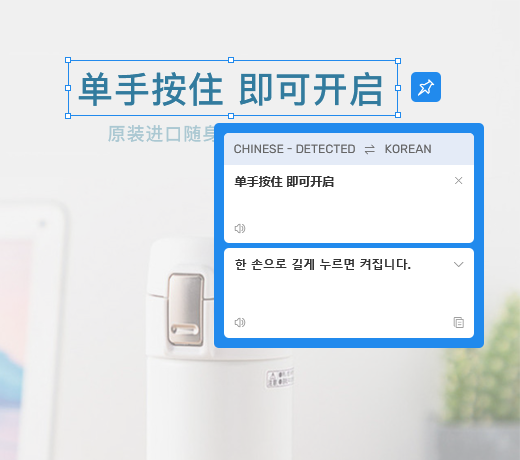 单手按住 即可开启
原装进口随身
CHINESE - DETECTED ⇌ KOREAN
单手按住 即可开启
한 손으로 길게 누르면 켜집니다.